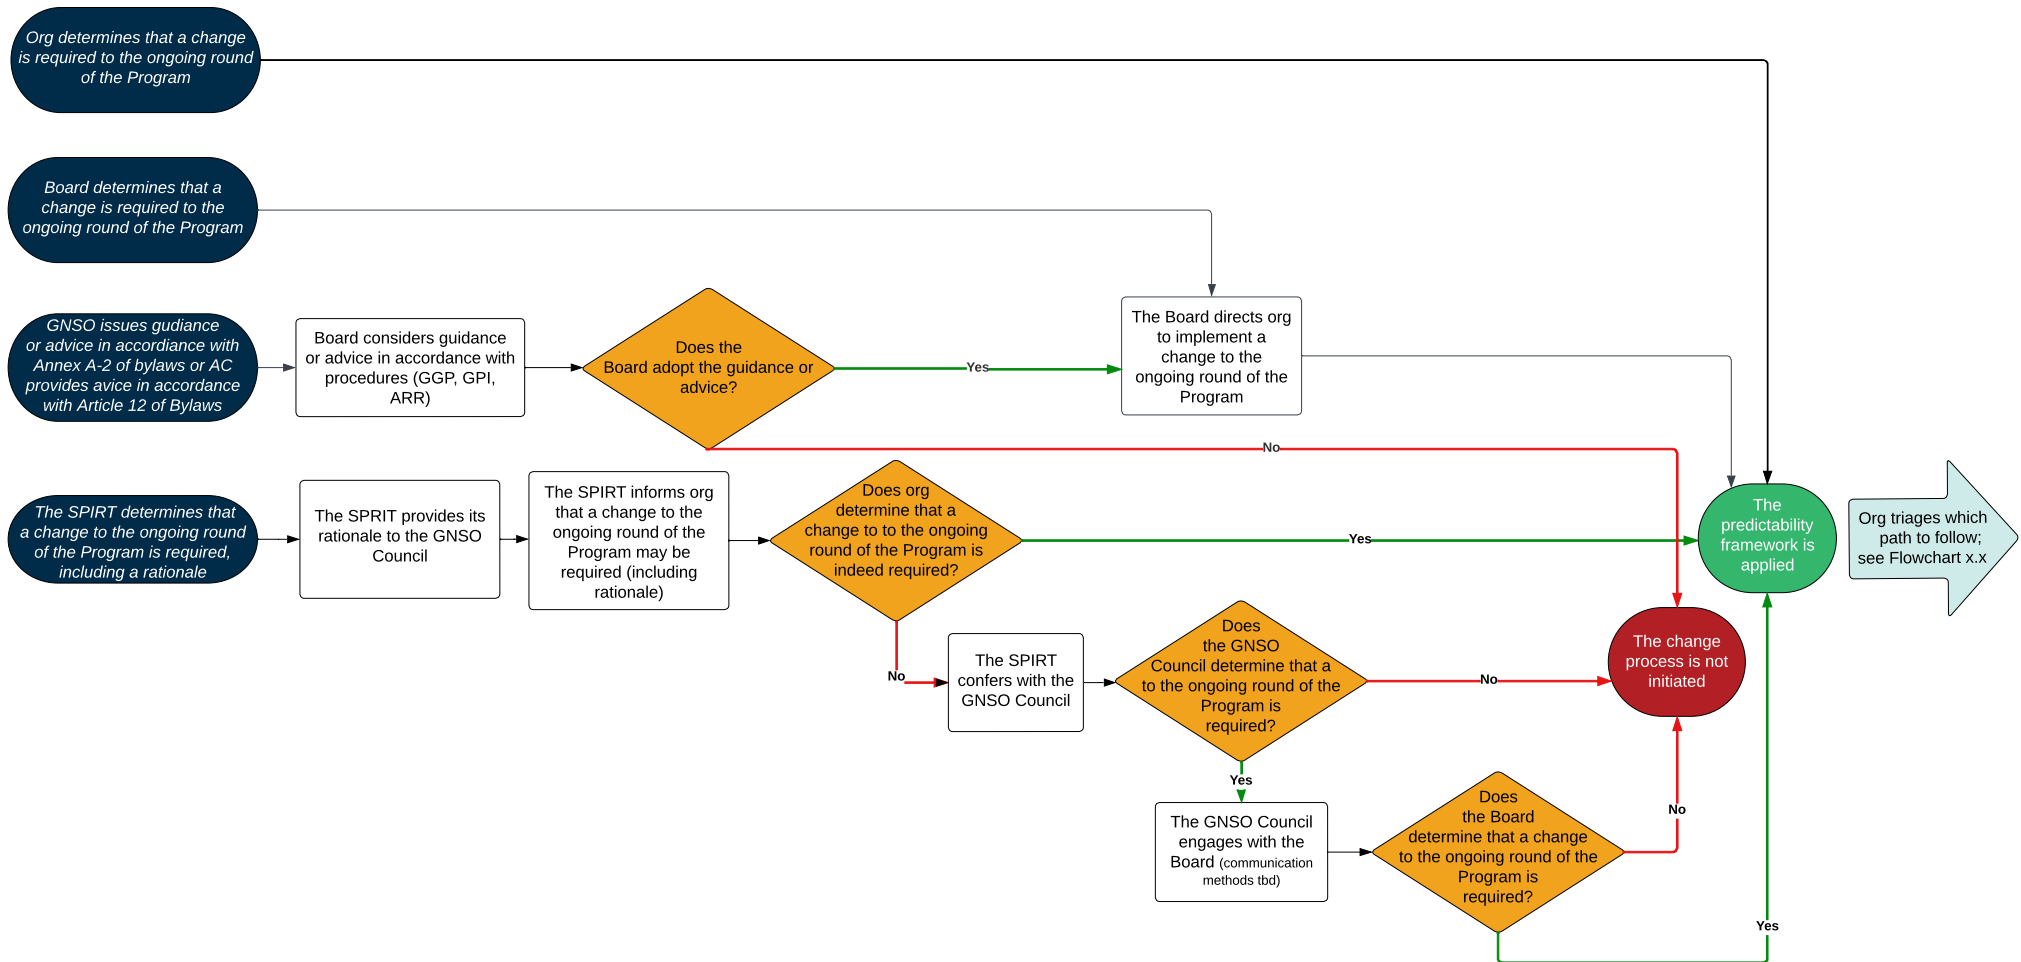 Org determines that a change
is required to the ongoing round
of the Program
Board determines that a
change is required to the
ongoing round of the Program
GNSO issues gudiance
or advice in accordiance with
Annex A-2 of bylaws or AC
provides avice in accordance
with Article 12 of Bylaws
Board considers guidance
or advice in accordance with
procedures (GGP, GPI,
ARR)
Does the
Board adopt the guidance or
advice?
Yes
The Board directs org
to implement a
change to the
ongoing round of the
Program
No
The SPIRT determines that
a change to the ongoing round
of the Program is required,
including a rationale
The SPRIT provides its
rationale to the GNSO
Council
The SPIRT informs org
that a change to the
ongoing round of the
Program may be
required (including
rationale)
Does org
determine that a
change to to the ongoing
round of the Program is
indeed required?
Yes
The
predictability
framework is
applied
Org triages which
path to follow;
see Flowchart x.x
No
The SPIRT
confers with the
GNSO Council
Does
the GNSO
Council determine that a
to the ongoing round of the
Program is
required?
No
The change
process is not
initiated
Yes
The GNSO Council
engages with the
Board (communication
methods tbd)
Does
the Board
determine that a change
to the ongoing round of the
Program is
required?
No
Yes